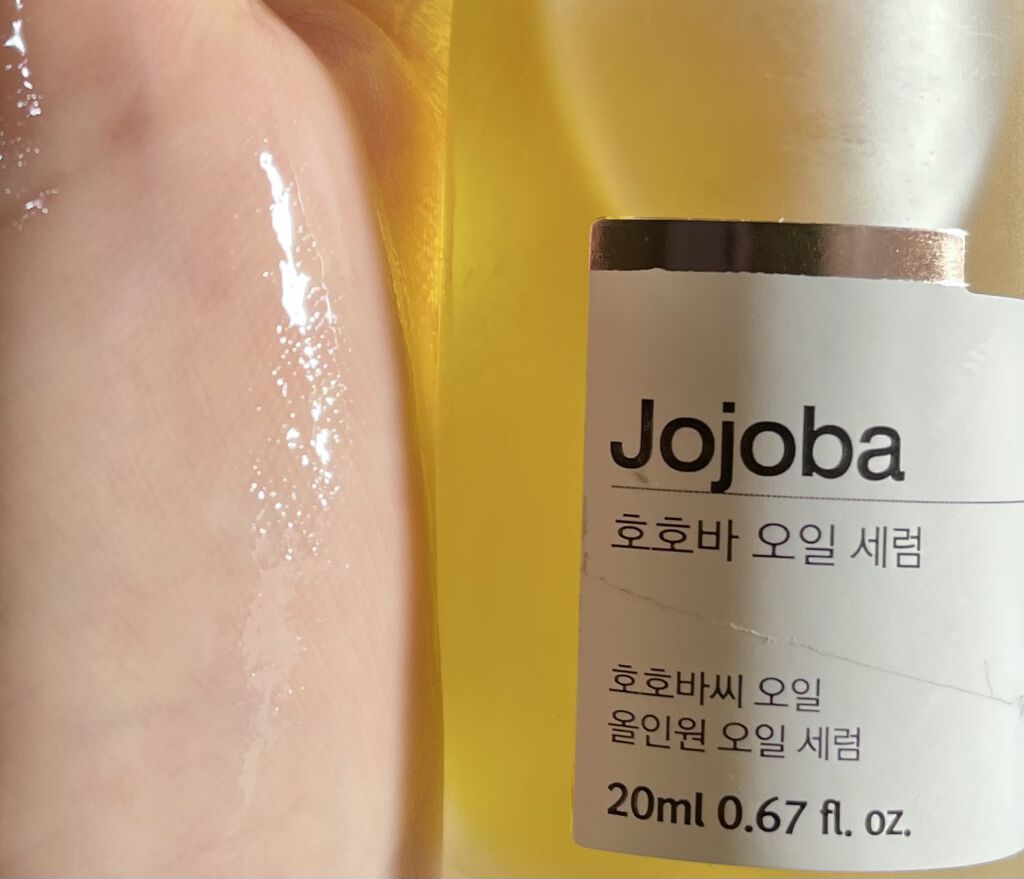 Jojoba
호호바 오일 세럼
호호바씨 오일
올인원 오일 세럼
20ml 0.67 fl. oz.